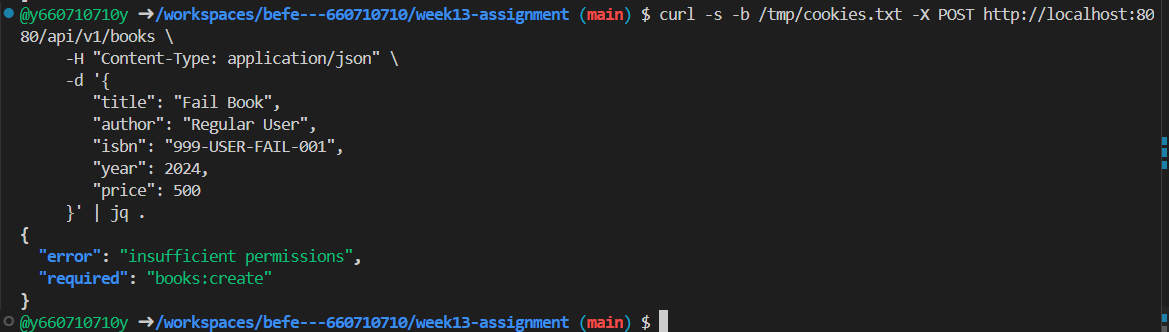 @y660710710y ➜/workspaces/befe---660710710/week13-assignment (main) $ curl -s -b /tmp/cookies.txt -X POST http://localhost:80
80/api/v1/books \
-H "Content-Type: application/json" \
-d '{
"title": "Fail Book",
"author": "Regular User",
"isbn": "999-USER-FAIL-001",
"year": 2024,
"price": 500
}' | jq .
{
"error": "insufficient permissions",
"required": "books:create"
}
@y660710710y ➜/workspaces/befe---660710710/week13-assignment (main) $